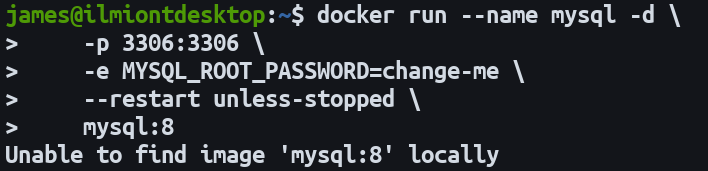 james@ilmiontdesktop:~$ docker run --name mysql -d \
>     -p 3306:3306 \
>     -e MYSQL_ROOT_PASSWORD=change-me \
>     --restart unless-stopped \
>     mysql:8
Unable to find image 'mysql:8' locally